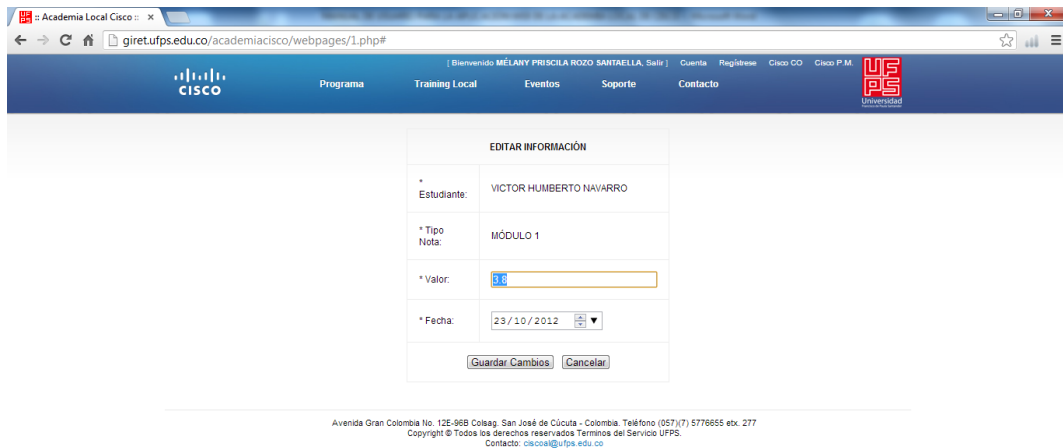 :: Academia Local Cisco ::
giret.ufps.edu.co/academiacisco/webpages/1.php#
[ Bienvenido MÉLANY PRISCILA ROZO SANTAELLA, Salir ] Cuenta Regístrese Cisco CO Cisco P.M.
CISCO
Programa Training Local Eventos Soporte Contacto
UFPS
Universidad
EDITAR INFORMACIÓN
* Estudiante: VICTOR HUMBERTO NAVARRO
* Tipo Nota: MÓDULO 1
* Valor: 3.8
* Fecha: 23/10/2012
Guardar Cambios Cancelar
Avenida Gran Colombia No. 12E-96B Colsag. San José de Cúcuta - Colombia. Teléfono (057)(7) 5776655 etx. 277
Copyright © Todos los derechos reservados Terminos del Servicio UFPS.
Contacto: ciscoal@ufps.edu.co